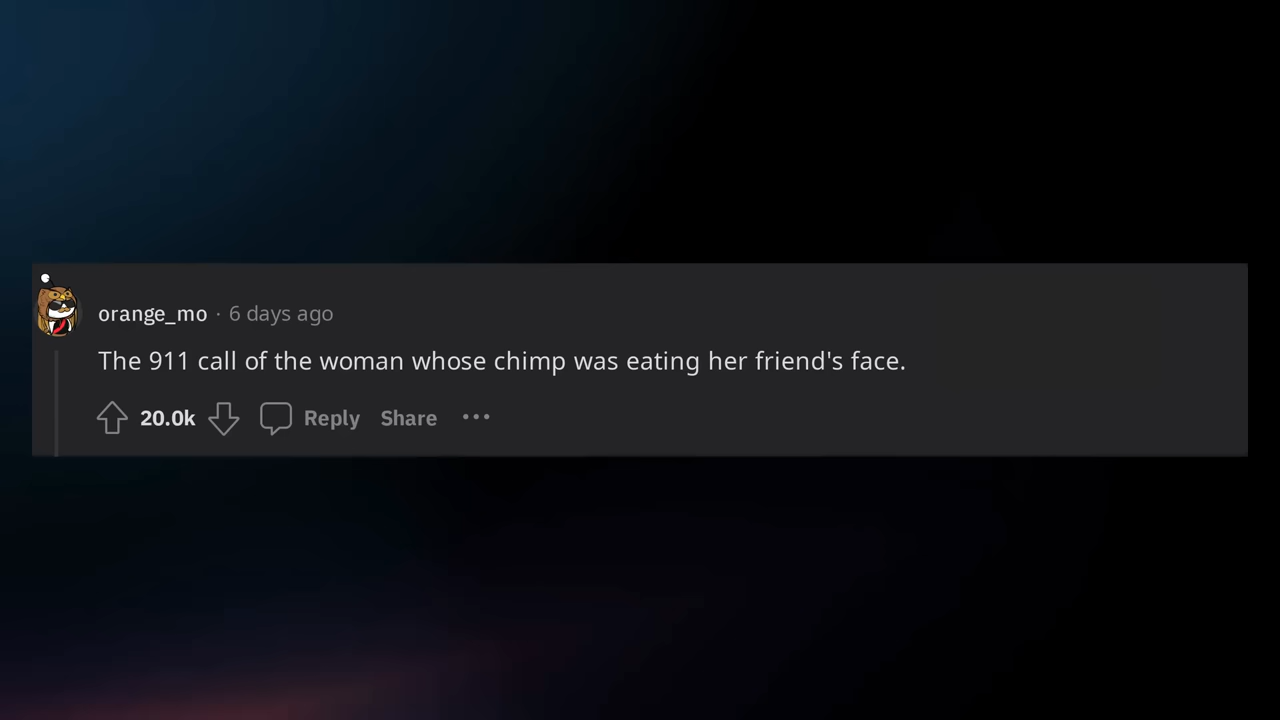 orange_mo · 6 days ago
The 911 call of the woman whose chimp was eating her friend's face.
20.0k Reply Share •••